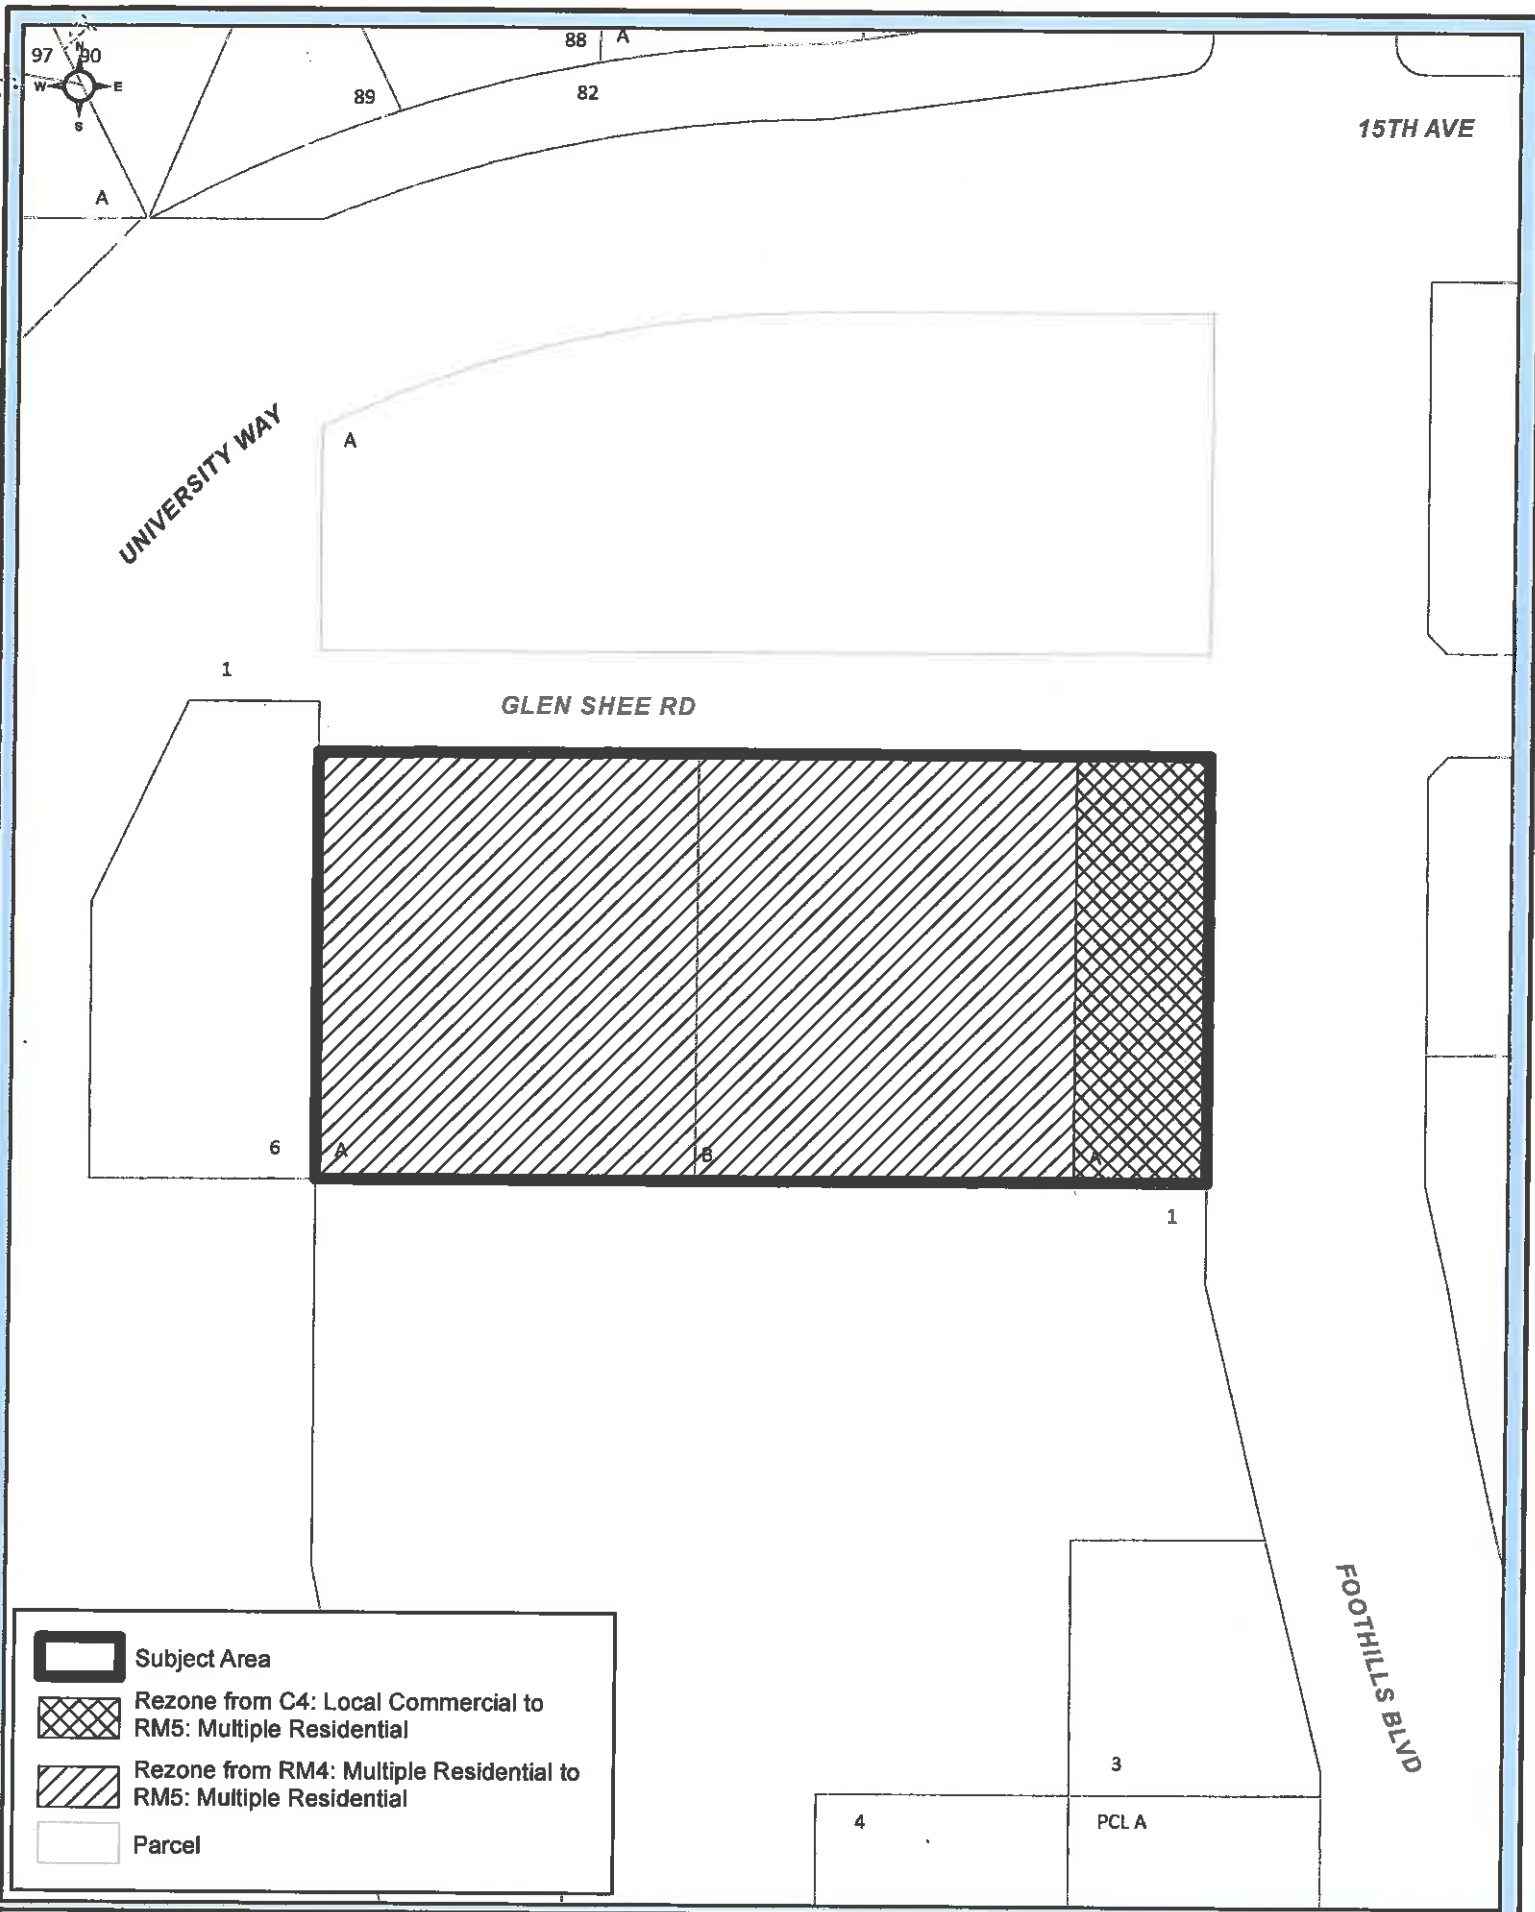 88 A
97 90
N
W E
S
89
82
15TH AVE
A
UNIVERSITY WAY
A
1
GLEN SHEE RD
6
A
B
A
1
FOOTHILLS BLVD
Subject Area
Rezone from C4: Local Commercial to
RM5: Multiple Residential
Rezone from RM4: Multiple Residential to
RM5: Multiple Residential
Parcel
3
4
PCL A